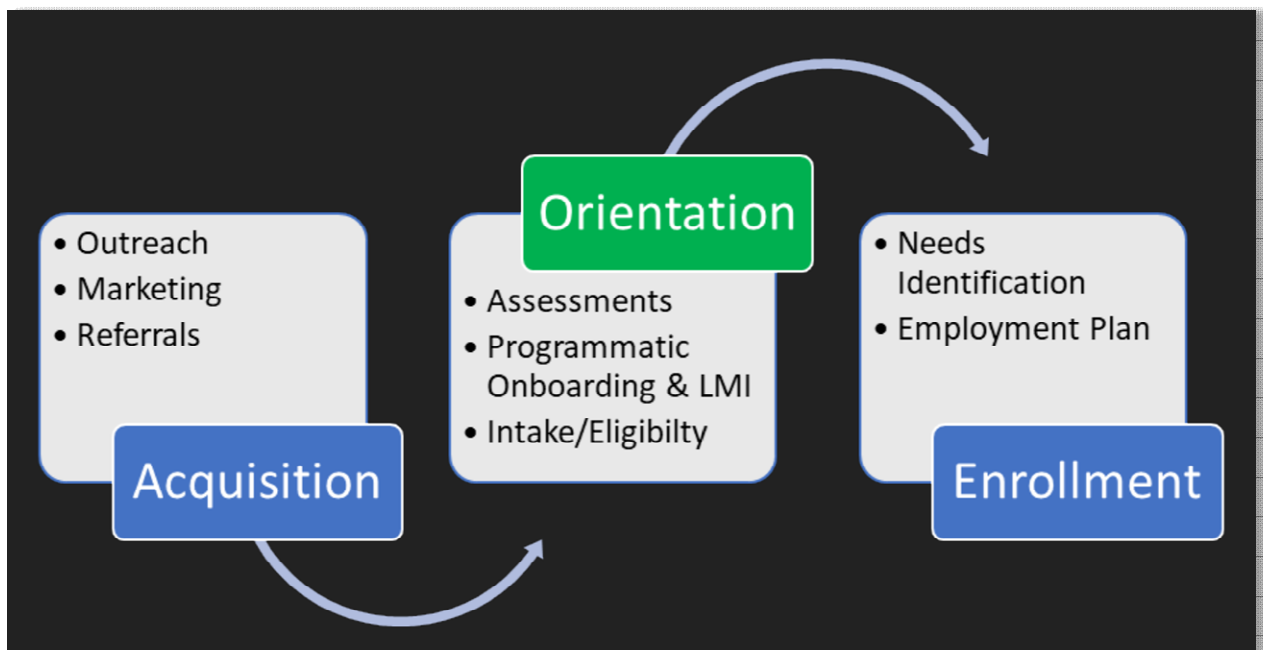 • Outreach
• Marketing
• Referrals
Acquisition
Orientation
• Assessments
• Programmatic
Onboarding & LMI
• Intake/Eligibilty
• Needs
Identification
• Employment Plan
Enrollment